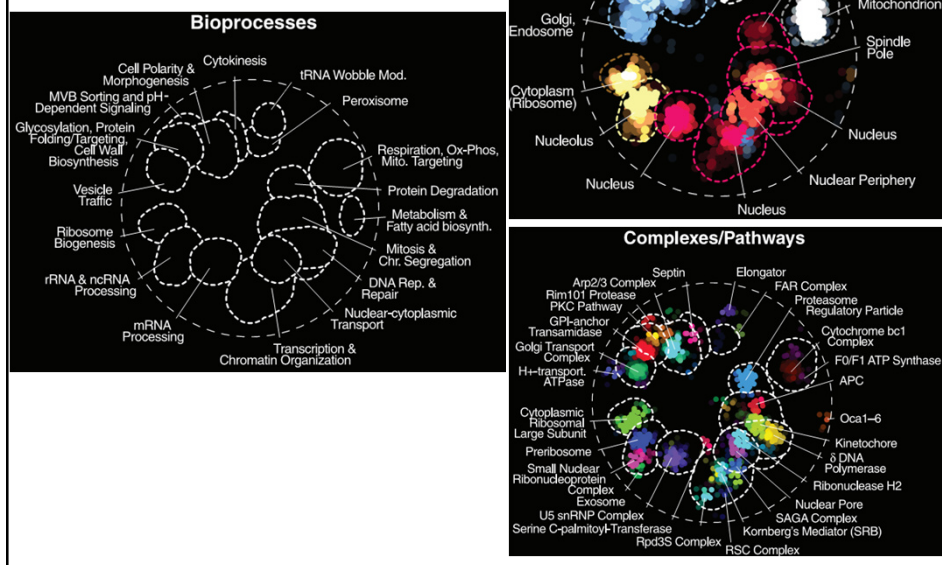 Bioprocesses
Cell Polarity &
Morphogenesis
Cytokinesis
tRNA Wobble Mod.
MVB Sorting and pH-
Dependent Signaling
Peroxisome
Glycosylation, Protein
Folding/Targeting,
Cell Wall
Biosynthesis
Respiration, Ox-Phos,
Mito. Targeting
Vesicle
Traffic
Protein Degradation
Metabolism &
Fatty acid biosynth.
Ribosome
Biogenesis
Mitosis &
Chr. Segregation
rRNA & ncRNA
Processing
DNA Rep. &
Repair
mRNA
Processing
Nuclear-cytoplasmic
Transport
Transcription &
Chromatin Organization
Mitochondrion
Golgi,
Endosome
Spindle
Pole
Cytoplasm
(Ribosome)
Nucleolus
Nucleus
Nucleus
Nuclear Periphery
Nucleus
Complexes/Pathways
Septin
Elongator
Arp2/3 Complex
FAR Complex
Rim101 Protease
PKC Pathway
Proteasome
Regulatory Particle
GPI-anchor
Transamidase
Cytochrome bc1
Complex
Golgi Transport
Complex
F0/F1 ATP Synthase
H+-transport.
ATPase
APC
Cytoplasmic
Ribosomal
Large Subunit
Oca1–6
Kinetochore
Preribosome
δ DNA
Polymerase
Small Nuclear
Ribonucleoprotein
Complex
Ribonuclease H2
Exosome
Nuclear Pore
U5 snRNP Complex
SAGA Complex
Serine C-palmitoyl-Transferase
Kornberg's Mediator (SRB)
Rpd3S Complex
RSC Complex